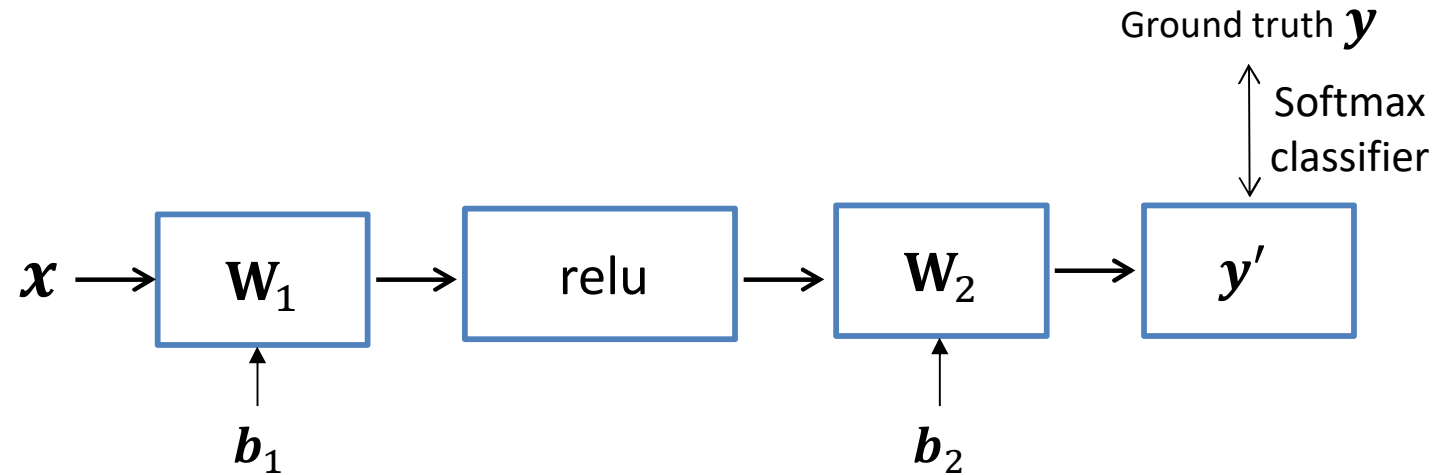 Ground truth 𝒚
Softmax
classifier
𝒙
𝐖₁
relu
𝐖₂
𝒚′
𝒃₁
𝒃₂